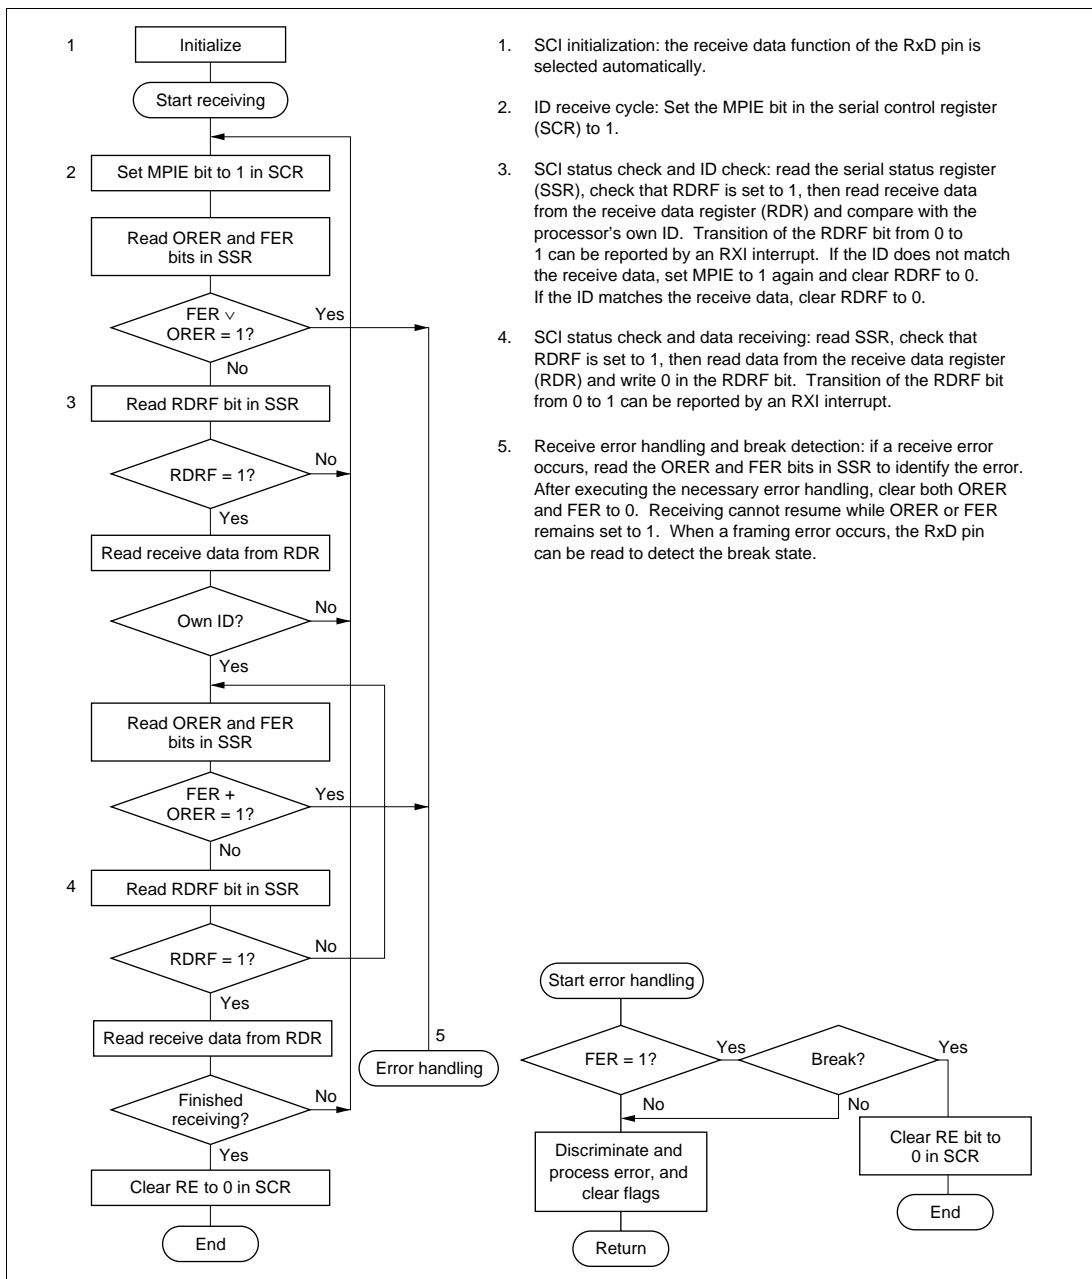 1
Initialize
Start receiving
2
Set MPIE bit to 1 in SCR
Read ORER and FER
bits in SSR
FER ∨
ORER = 1?
Yes
No
3
Read RDRF bit in SSR
RDRF = 1?
No
Yes
Read receive data from RDR
Own ID?
No
Yes
Read ORER and FER
bits in SSR
FER +
ORER = 1?
Yes
No
4
Read RDRF bit in SSR
RDRF = 1?
No
Yes
Read receive data from RDR
5
Error handling
Finished
receiving?
No
Yes
Clear RE to 0 in SCR
End
1. SCI initialization: the receive data function of the RxD pin is
selected automatically.
2. ID receive cycle: Set the MPIE bit in the serial control register
(SCR) to 1.
3. SCI status check and ID check: read the serial status register
(SSR), check that RDRF is set to 1, then read receive data
from the receive data register (RDR) and compare with the
processor's own ID. Transition of the RDRF bit from 0 to
1 can be reported by an RXI interrupt. If the ID does not match
the receive data, set MPIE to 1 again and clear RDRF to 0.
If the ID matches the receive data, clear RDRF to 0.
4. SCI status check and data receiving: read SSR, check that
RDRF is set to 1, then read data from the receive data register
(RDR) and write 0 in the RDRF bit. Transition of the RDRF bit
from 0 to 1 can be reported by an RXI interrupt.
5. Receive error handling and break detection: if a receive error
occurs, read the ORER and FER bits in SSR to identify the error.
After executing the necessary error handling, clear both ORER
and FER to 0. Receiving cannot resume while ORER or FER
remains set to 1. When a framing error occurs, the RxD pin
can be read to detect the break state.
Start error handling
FER = 1?
Yes
No
Break?
Yes
No
Discriminate and
process error, and
clear flags
Return
Clear RE bit to
0 in SCR
End